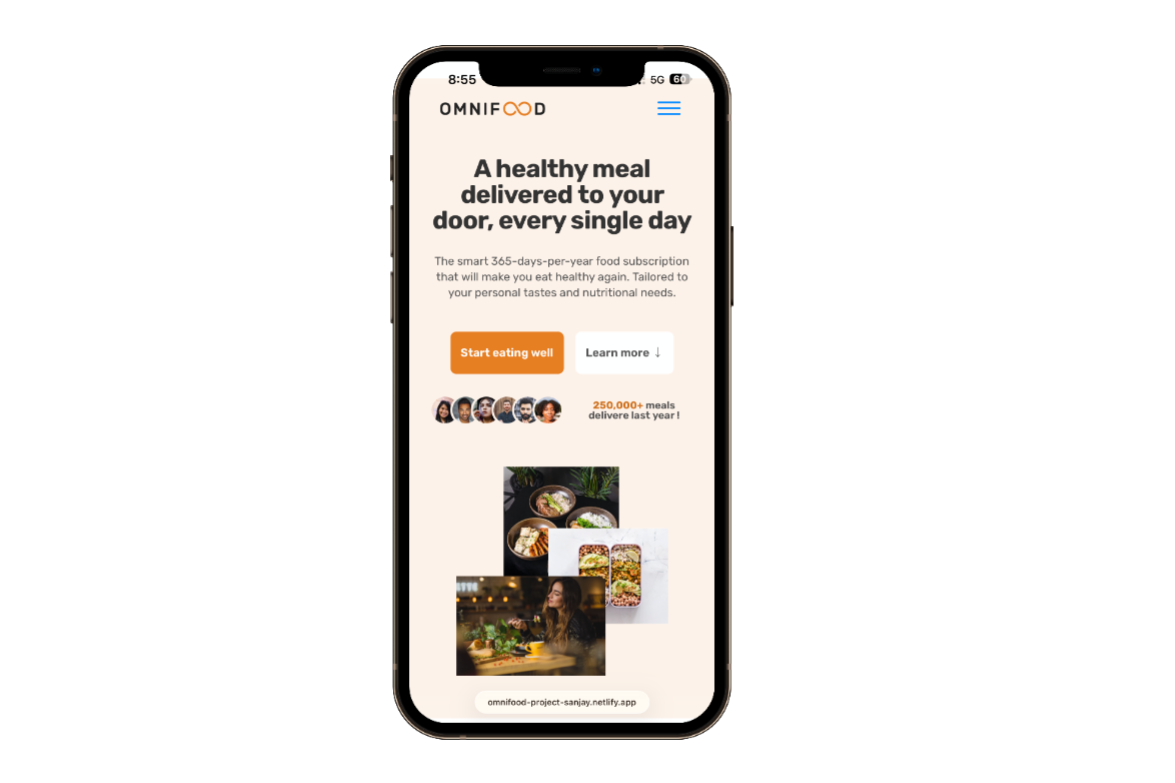 8:55
5G 60
OMNIFOOD
A healthy meal
delivered to your
door, every single day
The smart 365-days-per-year food subscription
that will make you eat healthy again. Tailored to
your personal tastes and nutritional needs.
Start eating well
Learn more ↓
250,000+ meals
delivere last year !
omnifood-project-sanjay.netlify.app